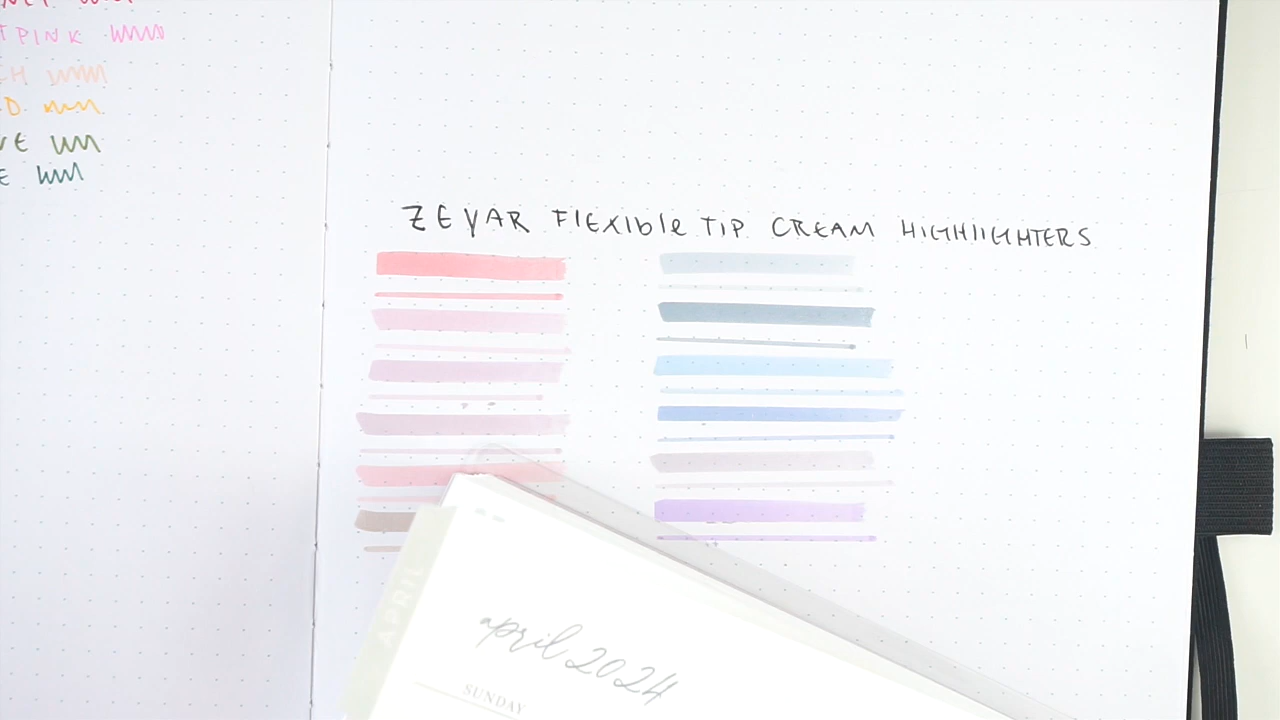 PINK
ZEYAR FLEXIBLE TIP CREAM HIGHLIGHTERS
APRIL
april 2024
SUNDAY